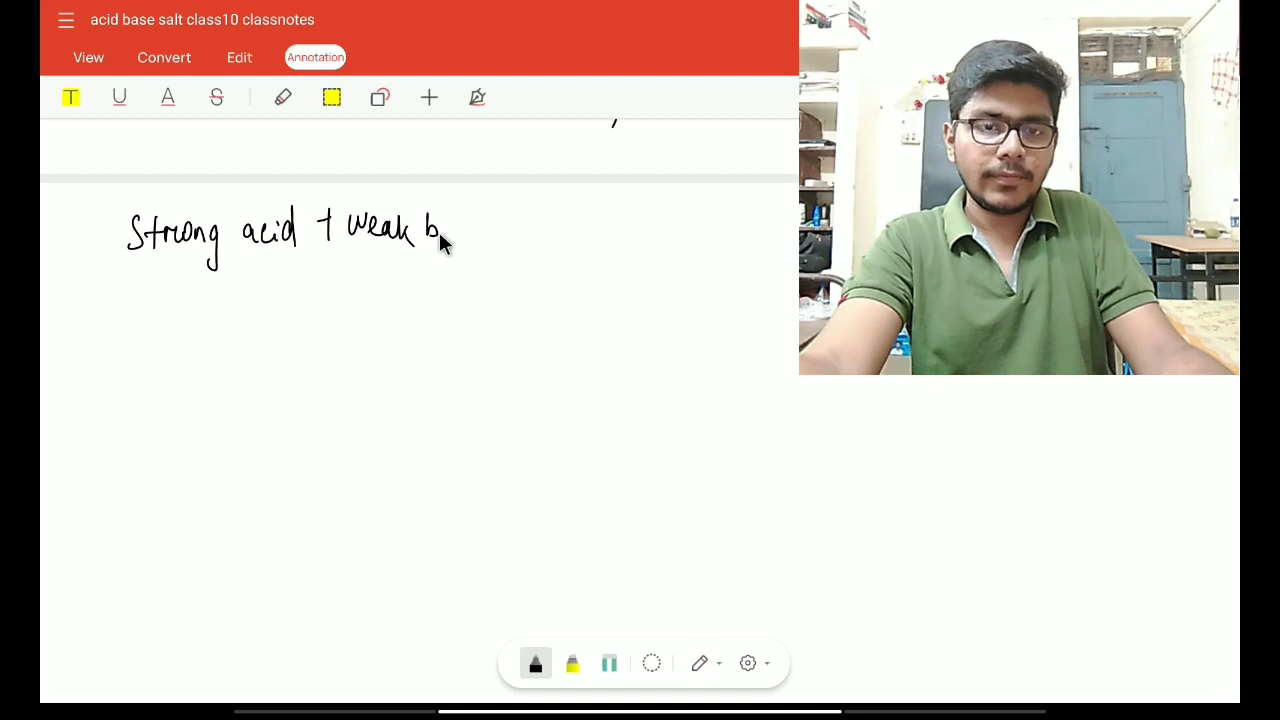 acid base salt class10 classnotes
View Convert Edit Annotation
T U A S
Strong acid + weak b